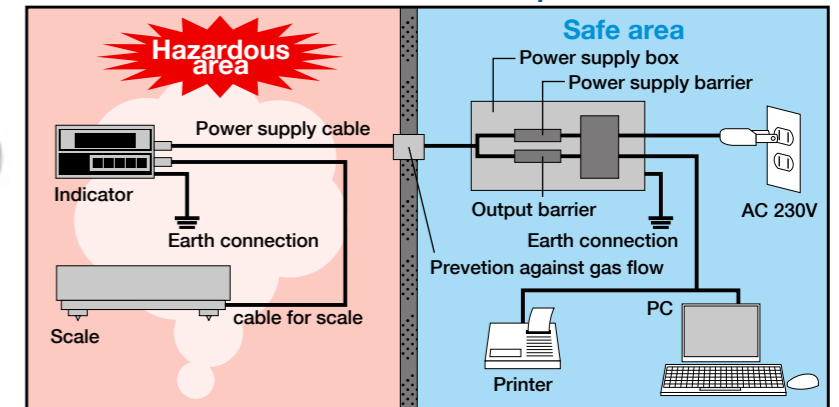 Hazardous
area
Safe area
Power supply box
Power supply barrier
Power supply cable
Indicator
Output barrier
AC 230V
Earth connection
Earth connection
Prevetion against gas flow
cable for scale
PC
Scale
Printer